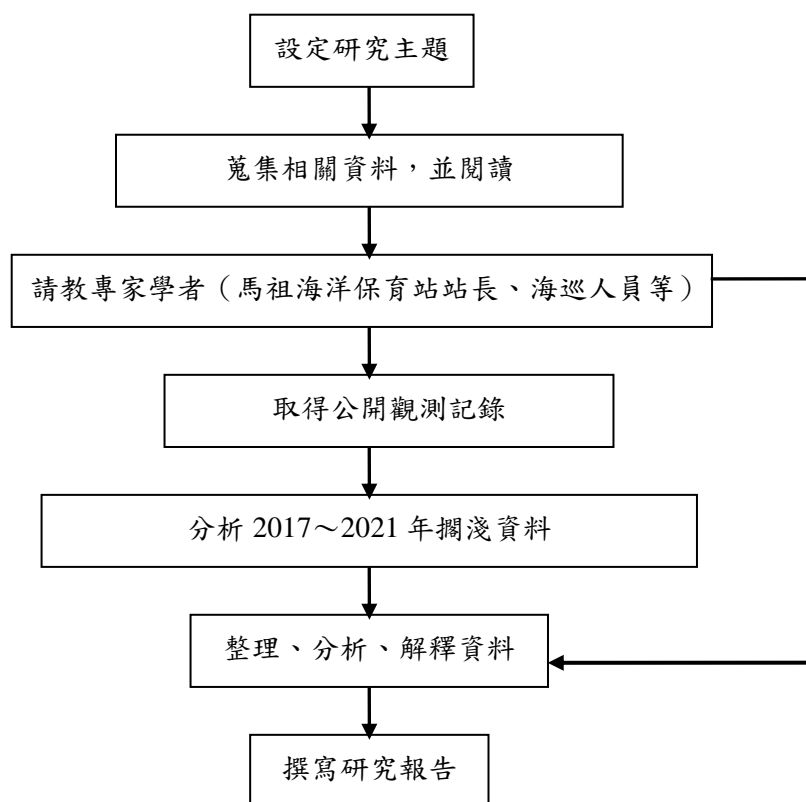 設定研究主題
蒐集相關資料，並閱讀
請教專家學者（馬祖海洋保育站站長、海巡人員等）
取得公開觀測記錄
分析 2017～2021 年擱淺資料
整理、分析、解釋資料
撰寫研究報告